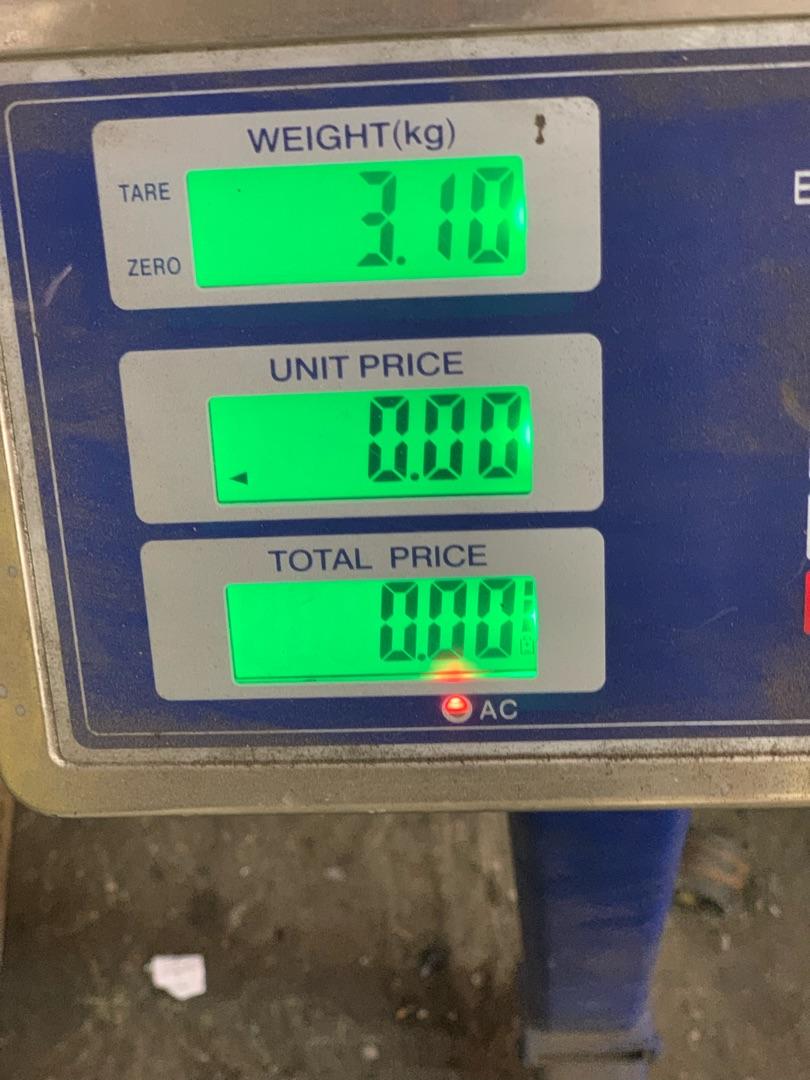 WEIGHT(kg)
TARE
3.10
ZERO
UNIT PRICE
0.00
TOTAL PRICE
0.00
AC